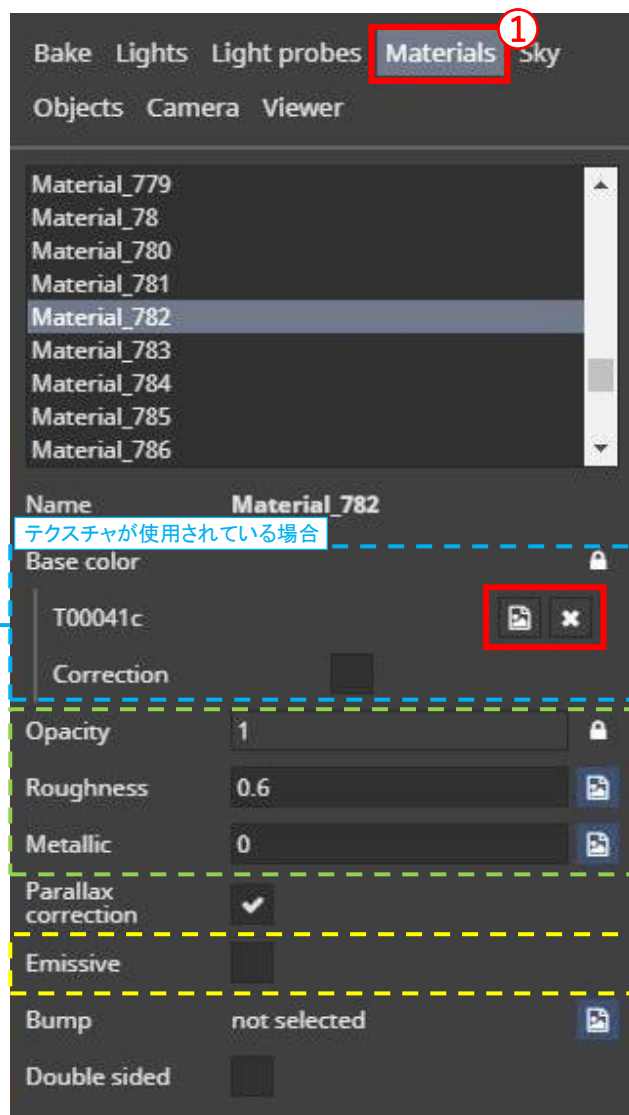 ①
Bake Lights Light probes Materials Sky
Objects Camera Viewer
Material_779
Material_78
Material_780
Material_781
Material_782
Material_783
Material_784
Material_785
Material_786
Name Material_782
テクスチャが使用されている場合
Base color
T00041c
Correction
Opacity 1
Roughness 0.6
Metallic 0
Parallax
correction
Emissive
Bump not selected
Double sided